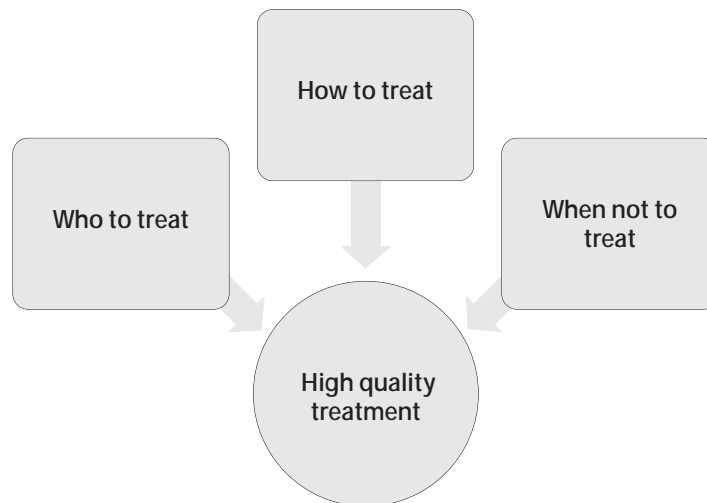 How to treat
Who to treat
When not to
treat
High quality
treatment